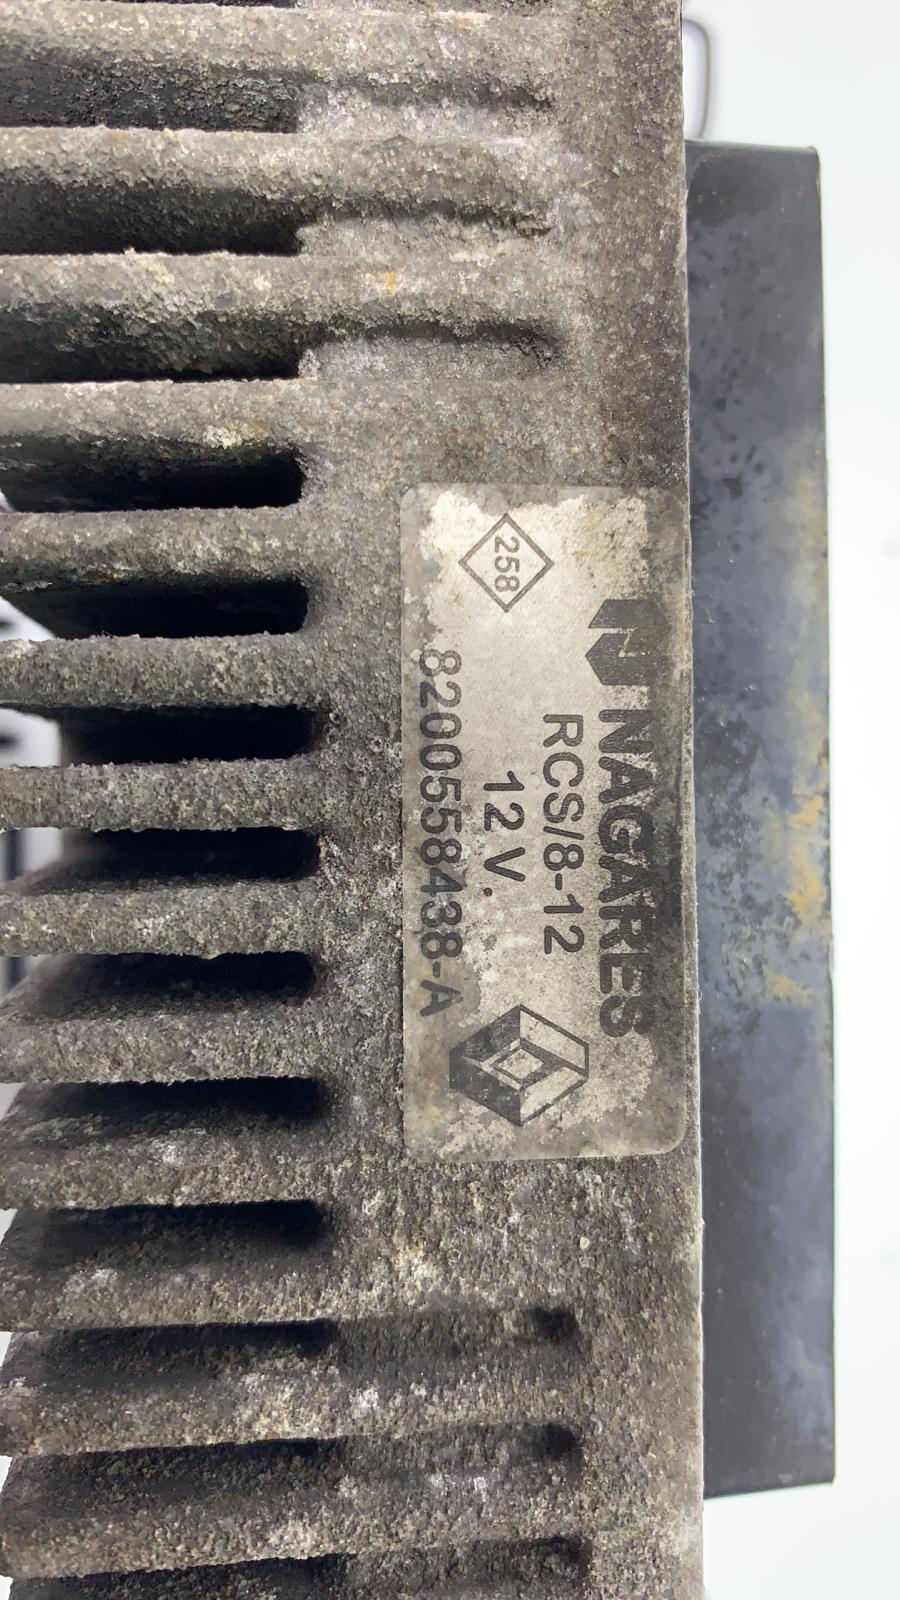 NAGARES
RCS/8-12
12 V.
8200558438-A
258